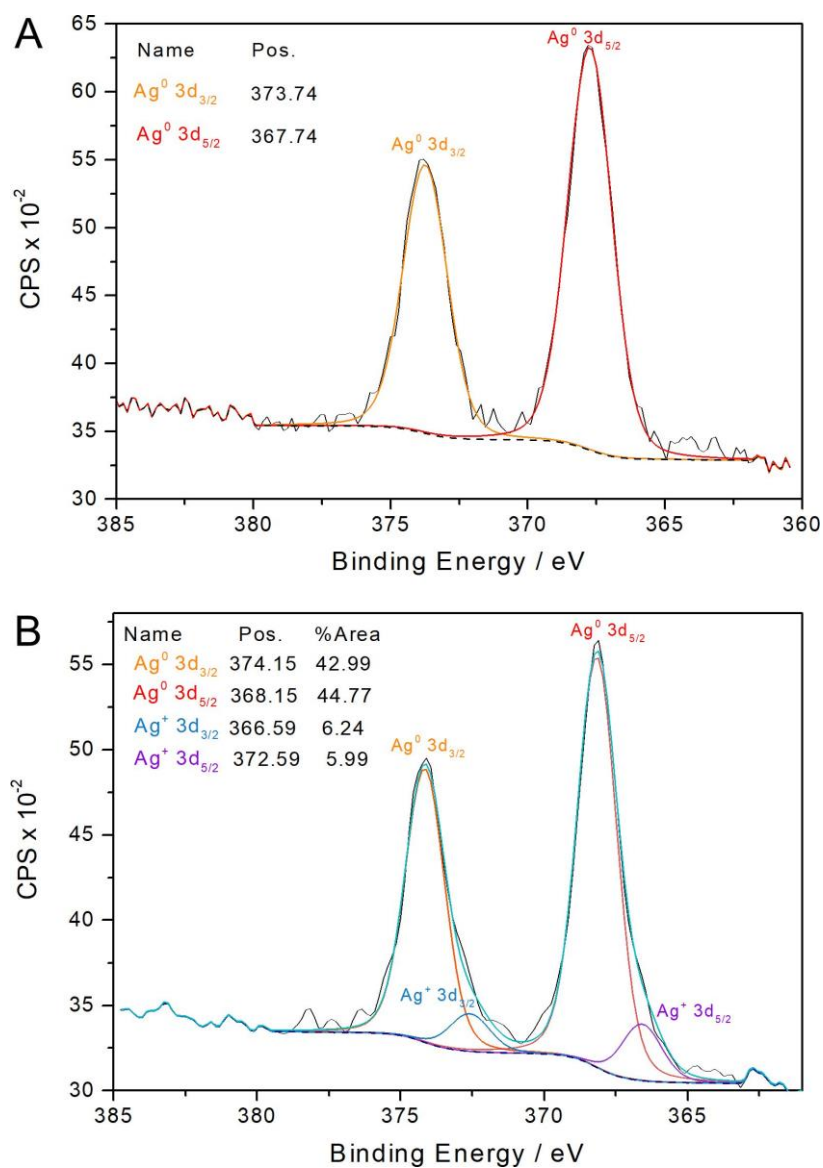 A
Name Pos.
Ag⁰ 3d₃/₂ 373.74
Ag⁰ 3d₅/₂ 367.74
Ag⁰ 3d₃/₂
Ag⁰ 3d₅/₂
CPS x 10⁻²
65
60
55
50
45
40
35
30
385 380 375 370 365 360
Binding Energy / eV
B
Name Pos. %Area
Ag⁰ 3d₃/₂ 374.15 42.99
Ag⁰ 3d₅/₂ 368.15 44.77
Ag⁺ 3d₃/₂ 366.59 6.24
Ag⁺ 3d₅/₂ 372.59 5.99
Ag⁰ 3d₃/₂
Ag⁰ 3d₅/₂
Ag⁺ 3d₃/₂
Ag⁺ 3d₅/₂
CPS x 10⁻²
55
50
45
40
35
30
385 380 375 370 365
Binding Energy / eV